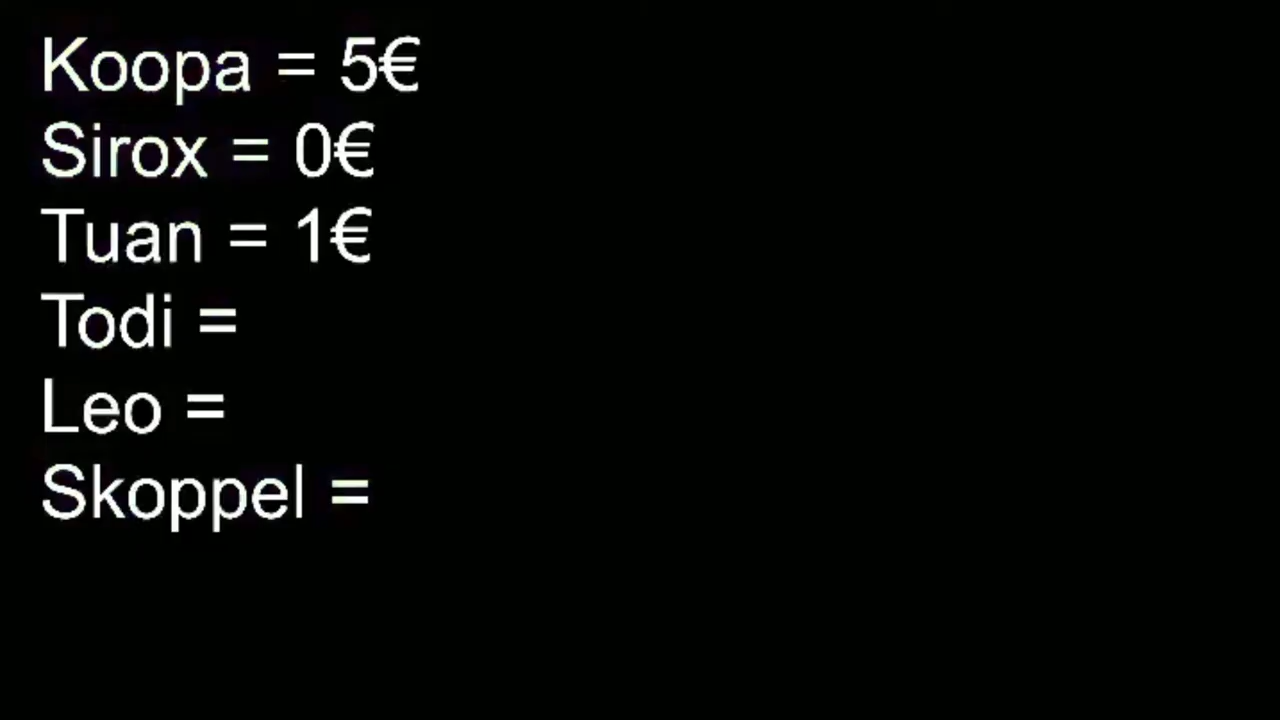 Koopa = 5€
Sirox = 0€
Tuan = 1€
Todi =
Leo =
Skoppel =